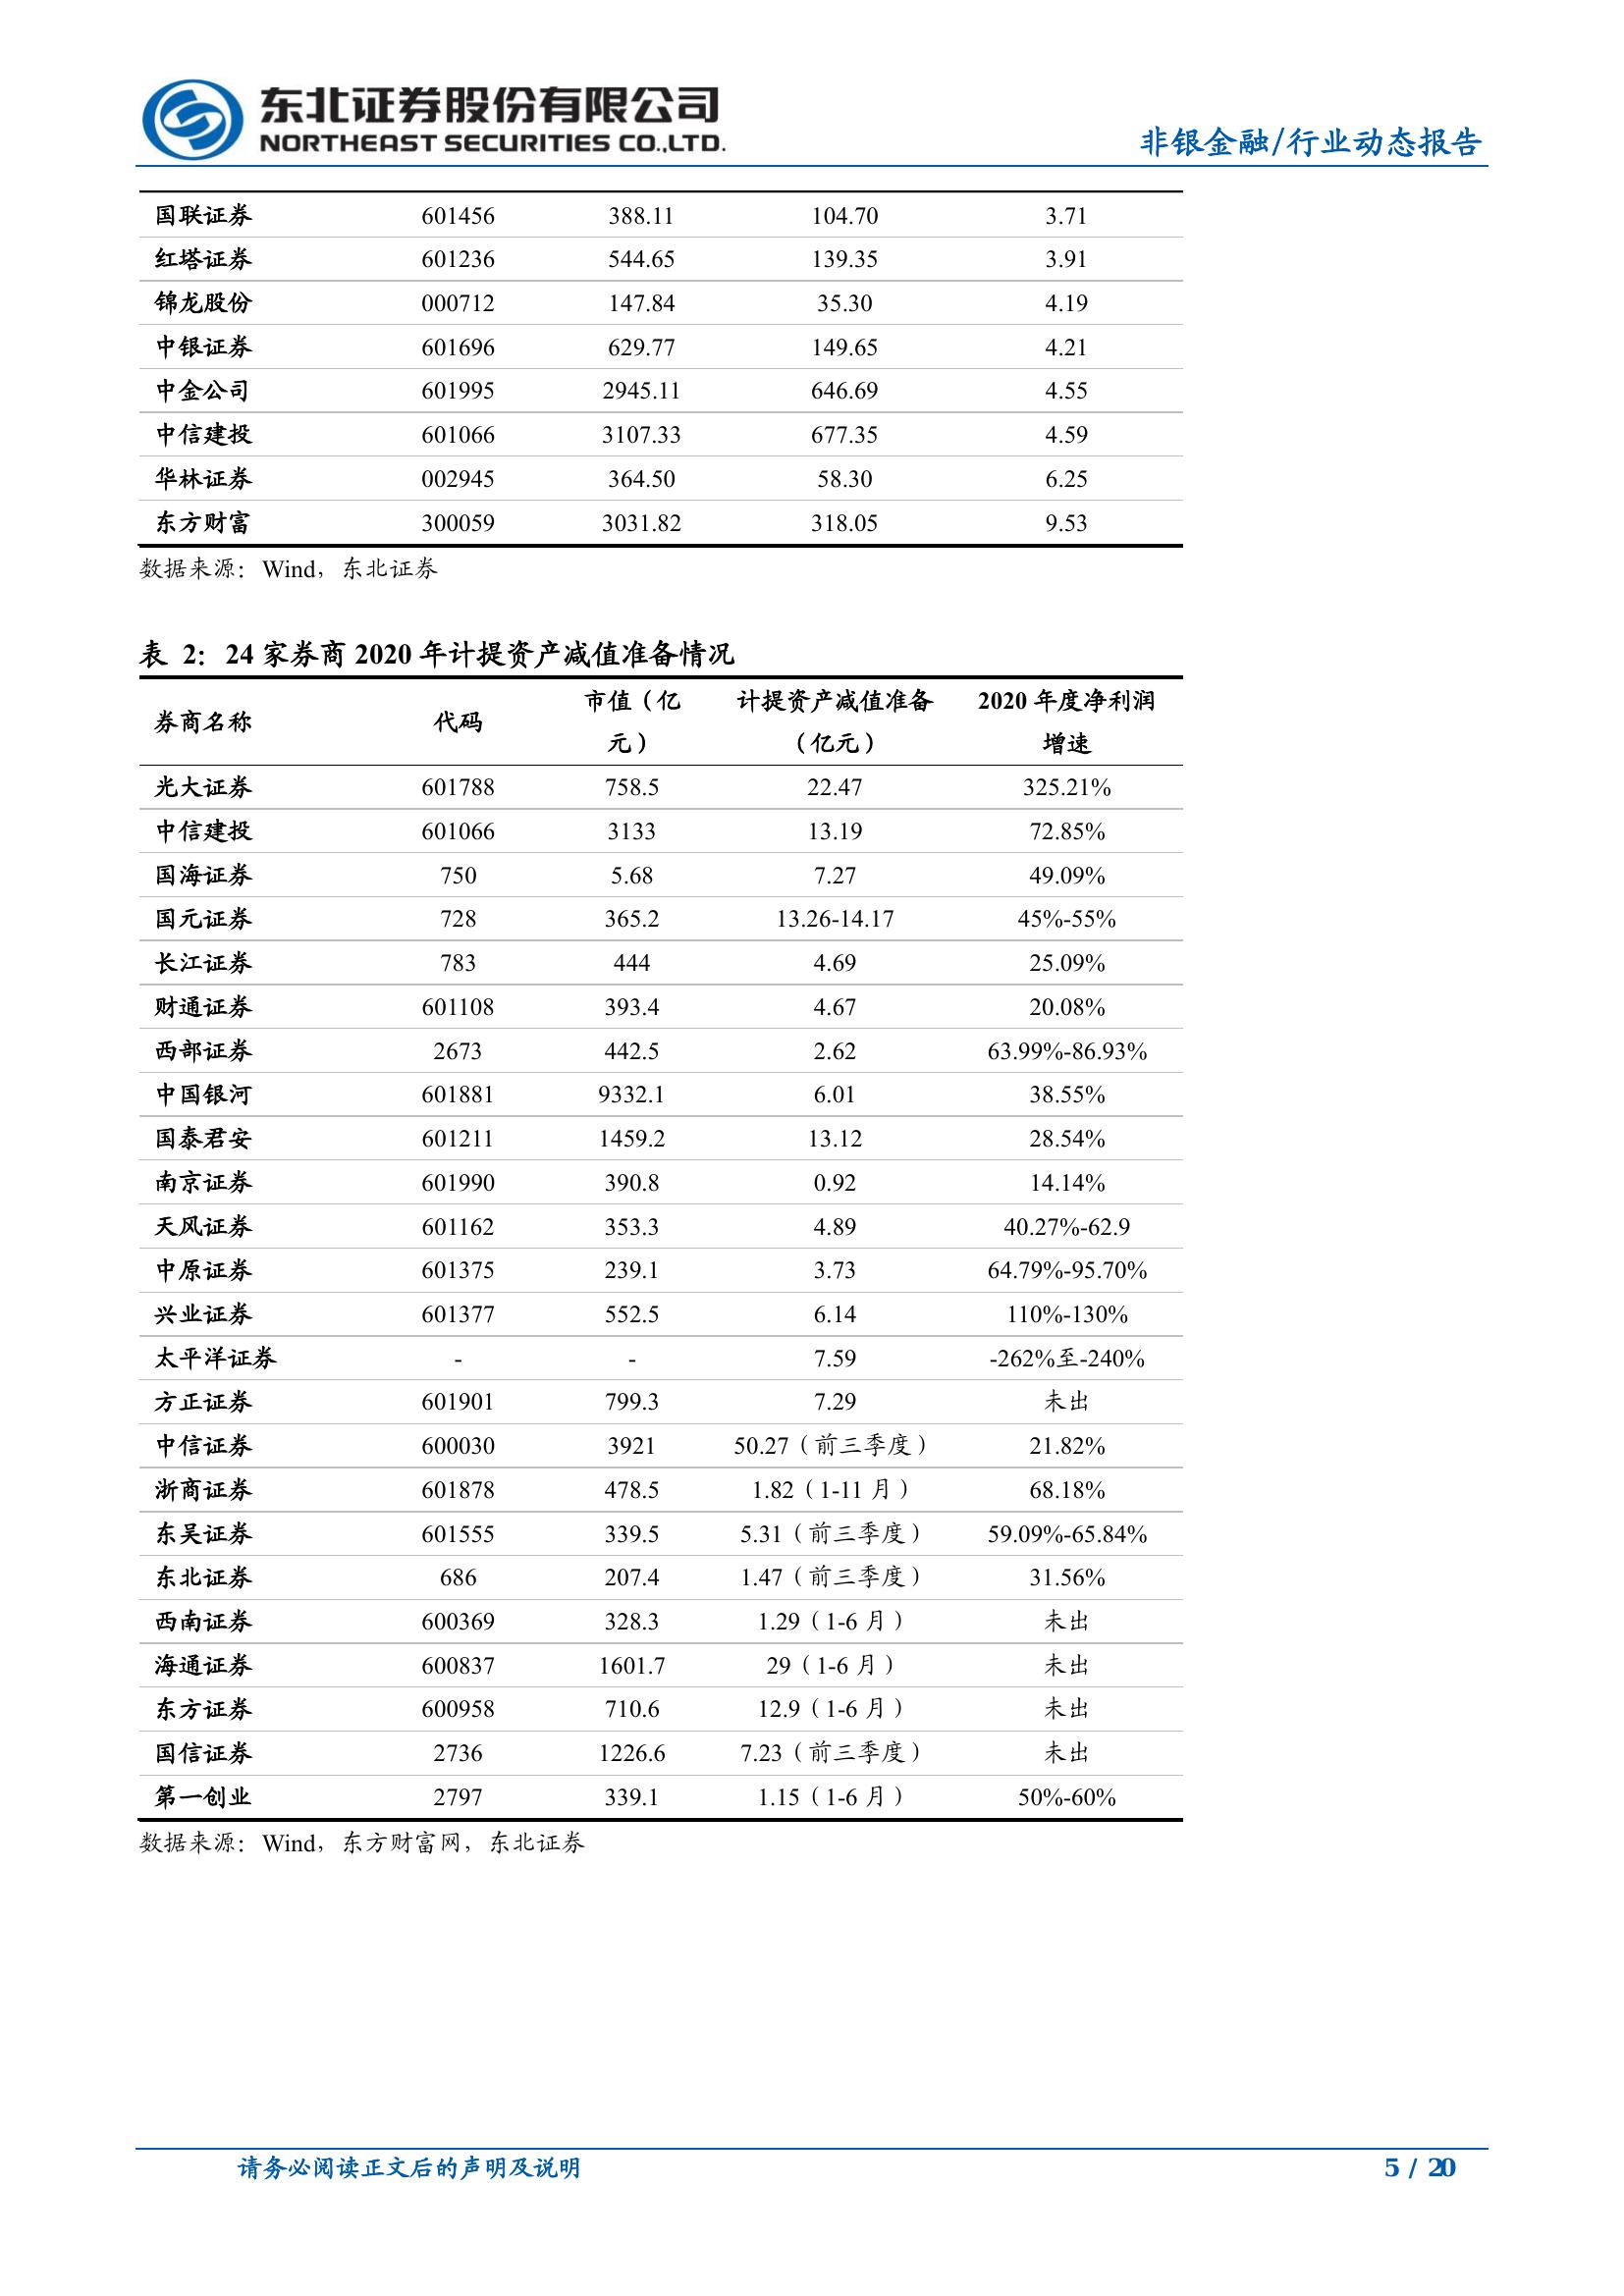 东北证券股份有限公司
NORTHEAST SECURITIES CO.,LTD.
非银金融/行业动态报告
国联证券 601456 388.11 104.70 3.71
红塔证券 601236 544.65 139.35 3.91
锦龙股份 000712 147.84 35.30 4.19
中银证券 601696 629.77 149.65 4.21
中金公司 601995 2945.11 646.69 4.55
中信建投 601066 3107.33 677.35 4.59
华林证券 002945 364.50 58.30 6.25
东方财富 300059 3031.82 318.05 9.53
数据来源：Wind，东北证券
表 2：24 家券商 2020 年计提资产减值准备情况
券商名称 代码 市值（亿 计提资产减值准备 2020 年度净利润
元） （亿元） 增速
光大证券 601788 758.5 22.47 325.21%
中信建投 601066 3133 13.19 72.85%
国海证券 750 5.68 7.27 49.09%
国元证券 728 365.2 13.26-14.17 45%-55%
长江证券 783 444 4.69 25.09%
财通证券 601108 393.4 4.67 20.08%
西部证券 2673 442.5 2.62 63.99%-86.93%
中国银河 601881 9332.1 6.01 38.55%
国泰君安 601211 1459.2 13.12 28.54%
南京证券 601990 390.8 0.92 14.14%
天风证券 601162 353.3 4.89 40.27%-62.9
中原证券 601375 239.1 3.73 64.79%-95.70%
兴业证券 601377 552.5 6.14 110%-130%
太平洋证券 - - 7.59 -262%至-240%
方正证券 601901 799.3 7.29 未出
中信证券 600030 3921 50.27（前三季度） 21.82%
浙商证券 601878 478.5 1.82（1-11 月） 68.18%
东吴证券 601555 339.5 5.31（前三季度） 59.09%-65.84%
东北证券 686 207.4 1.47（前三季度） 31.56%
西南证券 600369 328.3 1.29（1-6 月） 未出
海通证券 600837 1601.7 29（1-6 月） 未出
东方证券 600958 710.6 12.9（1-6 月） 未出
国信证券 2736 1226.6 7.23（前三季度） 未出
第一创业 2797 339.1 1.15（1-6 月） 50%-60%
数据来源：Wind，东方财富网，东北证券
请务必阅读正文后的声明及说明 5 / 20